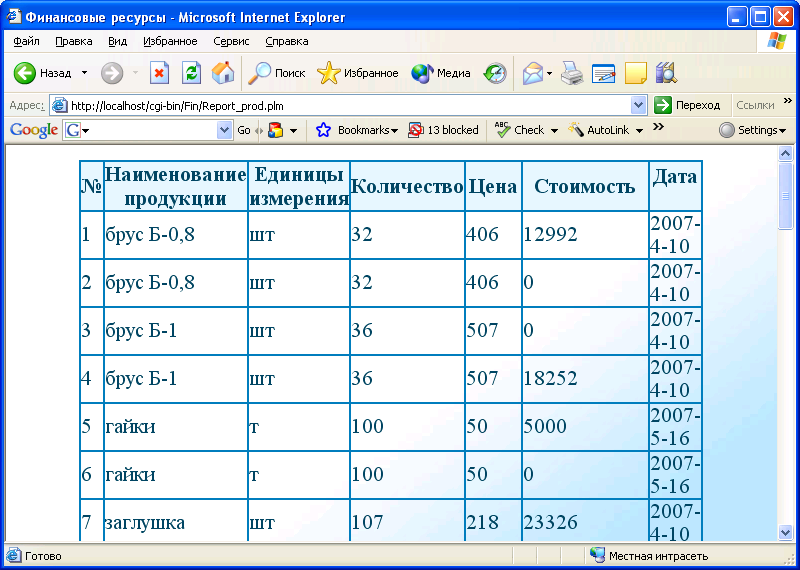 Финансовые ресурсы - Microsoft Internet Explorer
Файл Правка Вид Избранное Сервис Справка
Назад Поиск Избранное Медиа
Адрес: http://localhost/cgi-bin/Fin/Report_prod.plm Переход Ссылки »
Google G Go Bookmarks 13 blocked ABC Check AutoLink » Settings
№ Наименование продукции Единицы измерения Количество Цена Стоимость Дата
1 брус Б-0,8 шт 32 406 12992 2007-4-10
2 брус Б-0,8 шт 32 406 0 2007-4-10
3 брус Б-1 шт 36 507 0 2007-4-10
4 брус Б-1 шт 36 507 18252 2007-4-10
5 гайки т 100 50 5000 2007-5-16
6 гайки т 100 50 0 2007-5-16
7 заглушка шт 107 218 23326 2007-4-10
Готово Местная интрасеть